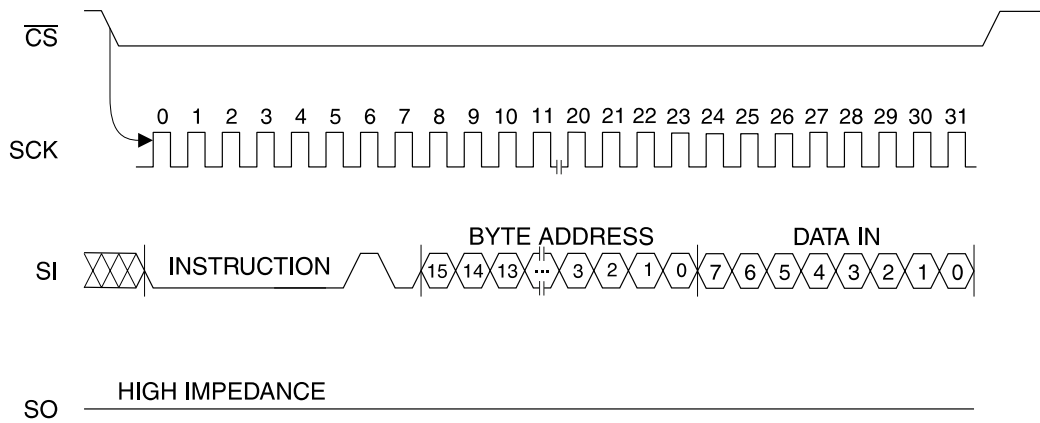 CS
0 1 2 3 4 5 6 7 8 9 10 11 20 21 22 23 24 25 26 27 28 29 30 31
SCK
BYTE ADDRESS DATA IN
SI INSTRUCTION 15 14 13 ... 3 2 1 0 7 6 5 4 3 2 1 0
HIGH IMPEDANCE
SO